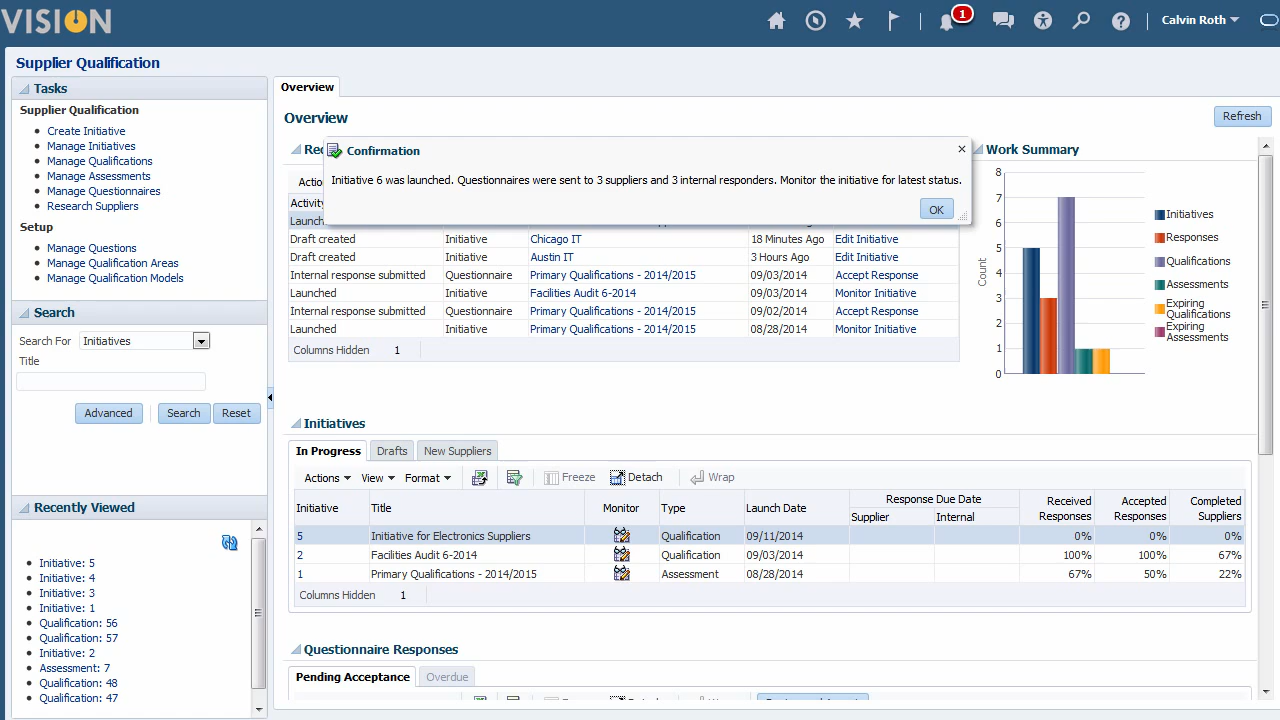 VISION
1
Calvin Roth
Supplier Qualification
Tasks
Supplier Qualification
Create Initiative
Manage Initiatives
Manage Qualifications
Manage Assessments
Manage Questionnaires
Research Suppliers
Setup
Manage Questions
Manage Qualification Areas
Manage Qualification Models
Search
Search For Initiatives
Title
Advanced Search Reset
Recently Viewed
Initiative: 5
Initiative: 4
Initiative: 3
Initiative: 1
Qualification: 56
Qualification: 57
Initiative: 2
Assessment: 7
Qualification: 48
Qualification: 47
Overview
Overview
Refresh
Confirmation
Initiative 6 was launched. Questionnaires were sent to 3 suppliers and 3 internal responders. Monitor the initiative for latest status.
OK
Draft created Initiative Chicago IT 18 Minutes Ago Edit Initiative
Draft created Initiative Austin IT 3 Hours Ago Edit Initiative
Internal response submitted Questionnaire Primary Qualifications - 2014/2015 09/03/2014 Accept Response
Launched Initiative Facilities Audit 6-2014 09/03/2014 Monitor Initiative
Internal response submitted Questionnaire Primary Qualifications - 2014/2015 09/02/2014 Accept Response
Launched Initiative Primary Qualifications - 2014/2015 08/28/2014 Monitor Initiative
Columns Hidden 1
Work Summary
8
7
6
5
4
3
2
1
0
Count
Initiatives
Responses
Qualifications
Assessments
Expiring
Qualifications
Expiring
Assessments
Initiatives
In Progress Drafts New Suppliers
Actions View Format Freeze Detach Wrap
Initiative Title Monitor Type Launch Date Response Due Date Received Responses Accepted Responses Completed Suppliers
Supplier Internal
5 Initiative for Electronics Suppliers Qualification 09/11/2014 0% 0% 0%
2 Facilities Audit 6-2014 Qualification 09/03/2014 100% 100% 67%
1 Primary Qualifications - 2014/2015 Assessment 08/28/2014 67% 50% 22%
Columns Hidden 1
Questionnaire Responses
Pending Acceptance Overdue